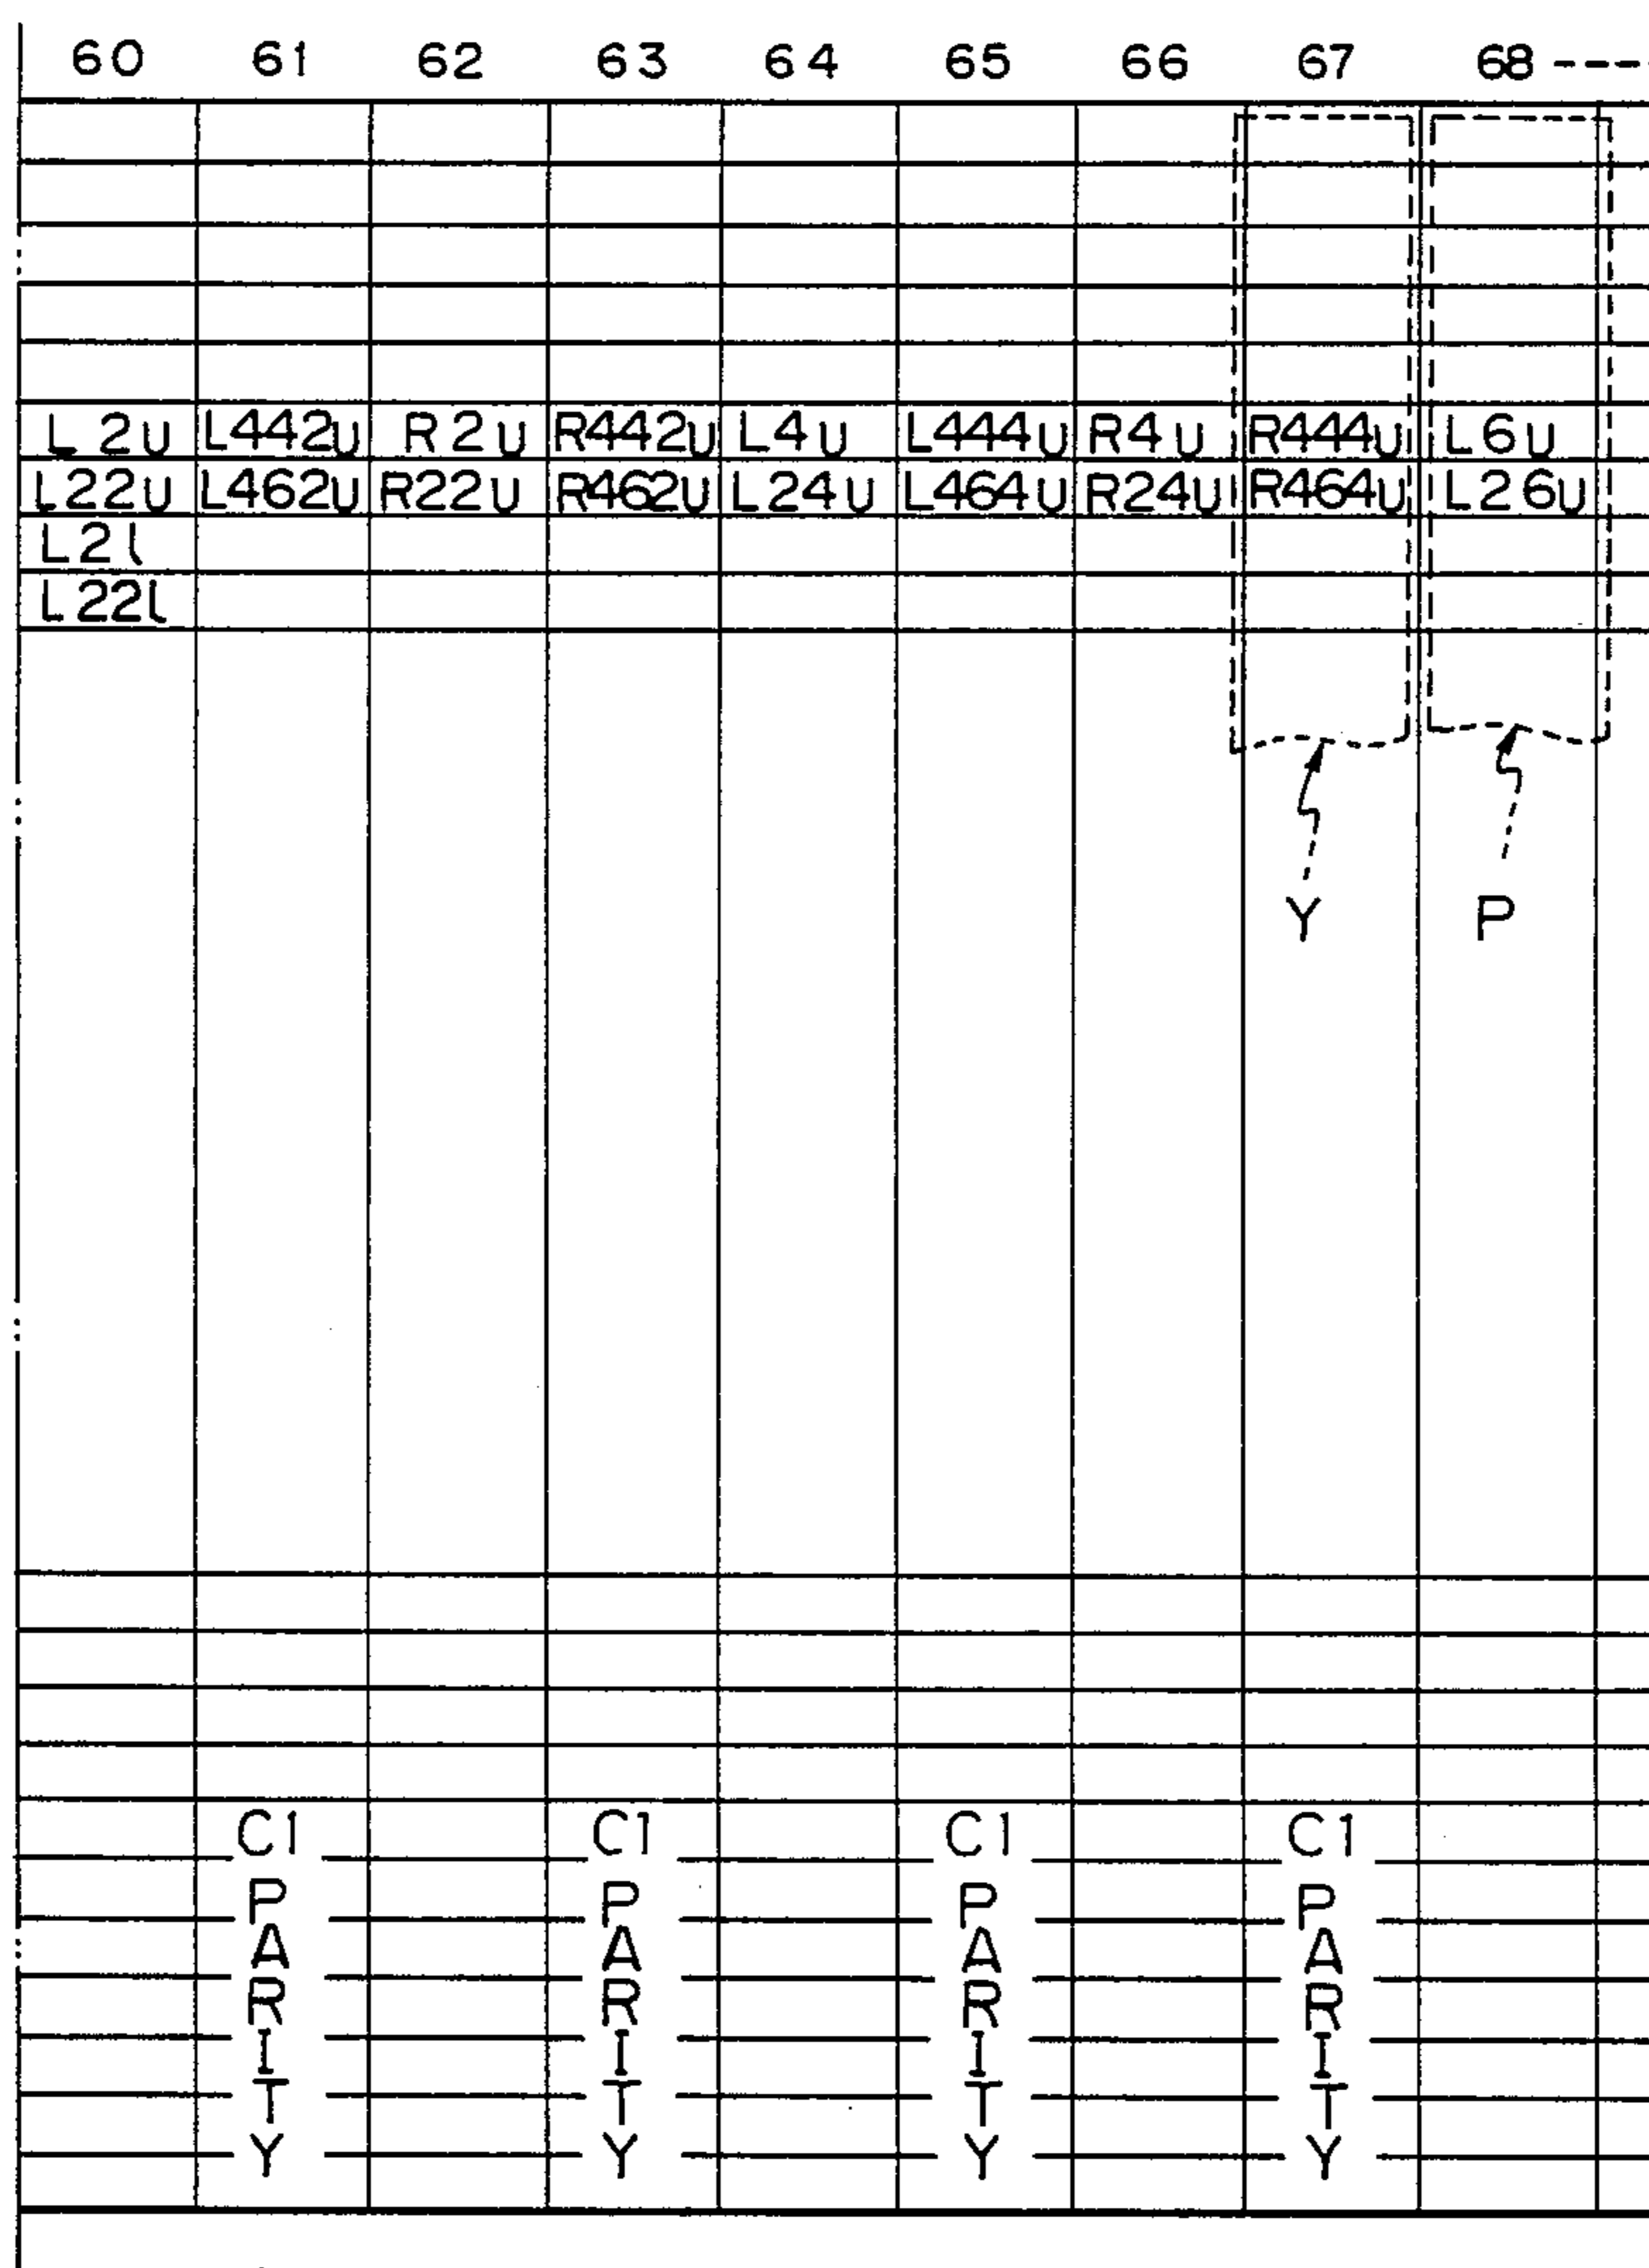 60 61 62 63 64 65 66 67 68 ----
L2u L442u R2u R442u L4u L444u R4u R444u L6u
L22u L462u R22u R462u L24u L464u R24u R464u L26u
L2l
L22l
Y P
C1 C1 C1 C1
P P P P
A A A A
R R R R
I I I I
T T T T
Y Y Y Y